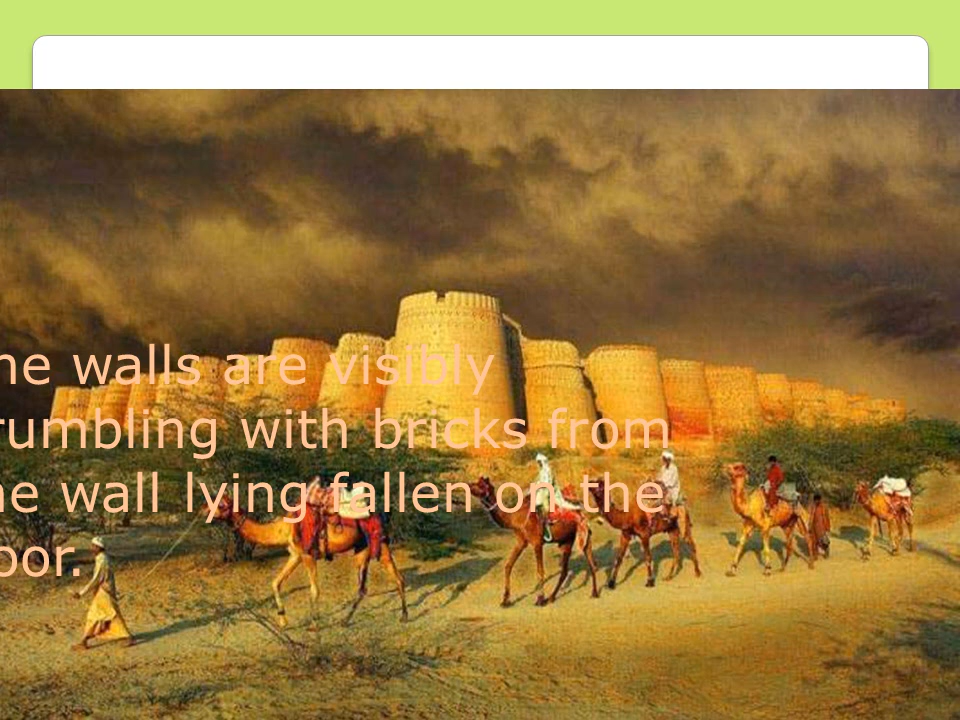 he walls are visibly
rumbling with bricks from
he wall lying fallen on the
oor.